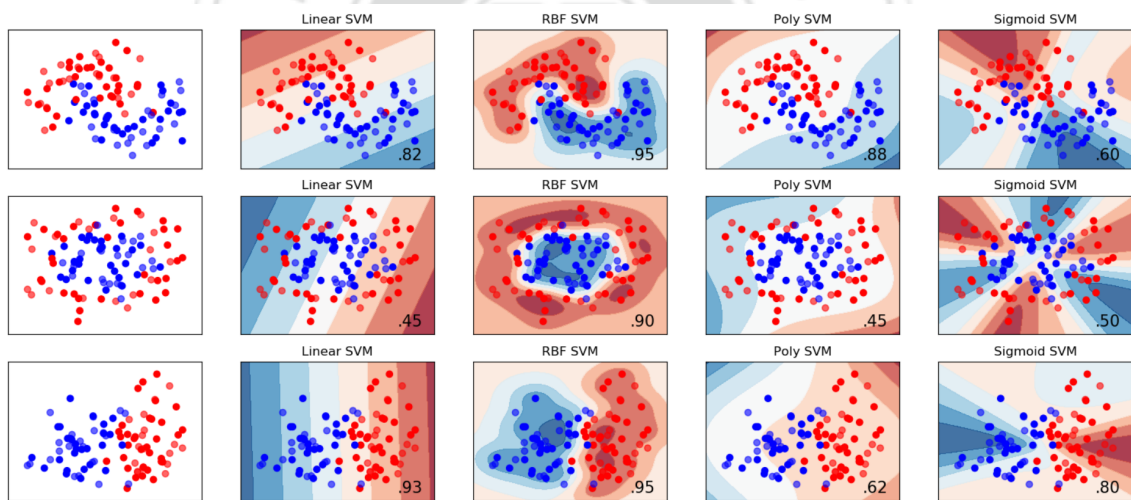 Linear SVM RBF SVM Poly SVM Sigmoid SVM
.82 .95 .88 .60
Linear SVM RBF SVM Poly SVM Sigmoid SVM
.45 .90 .45 .50
Linear SVM RBF SVM Poly SVM Sigmoid SVM
.93 .95 .62 .80